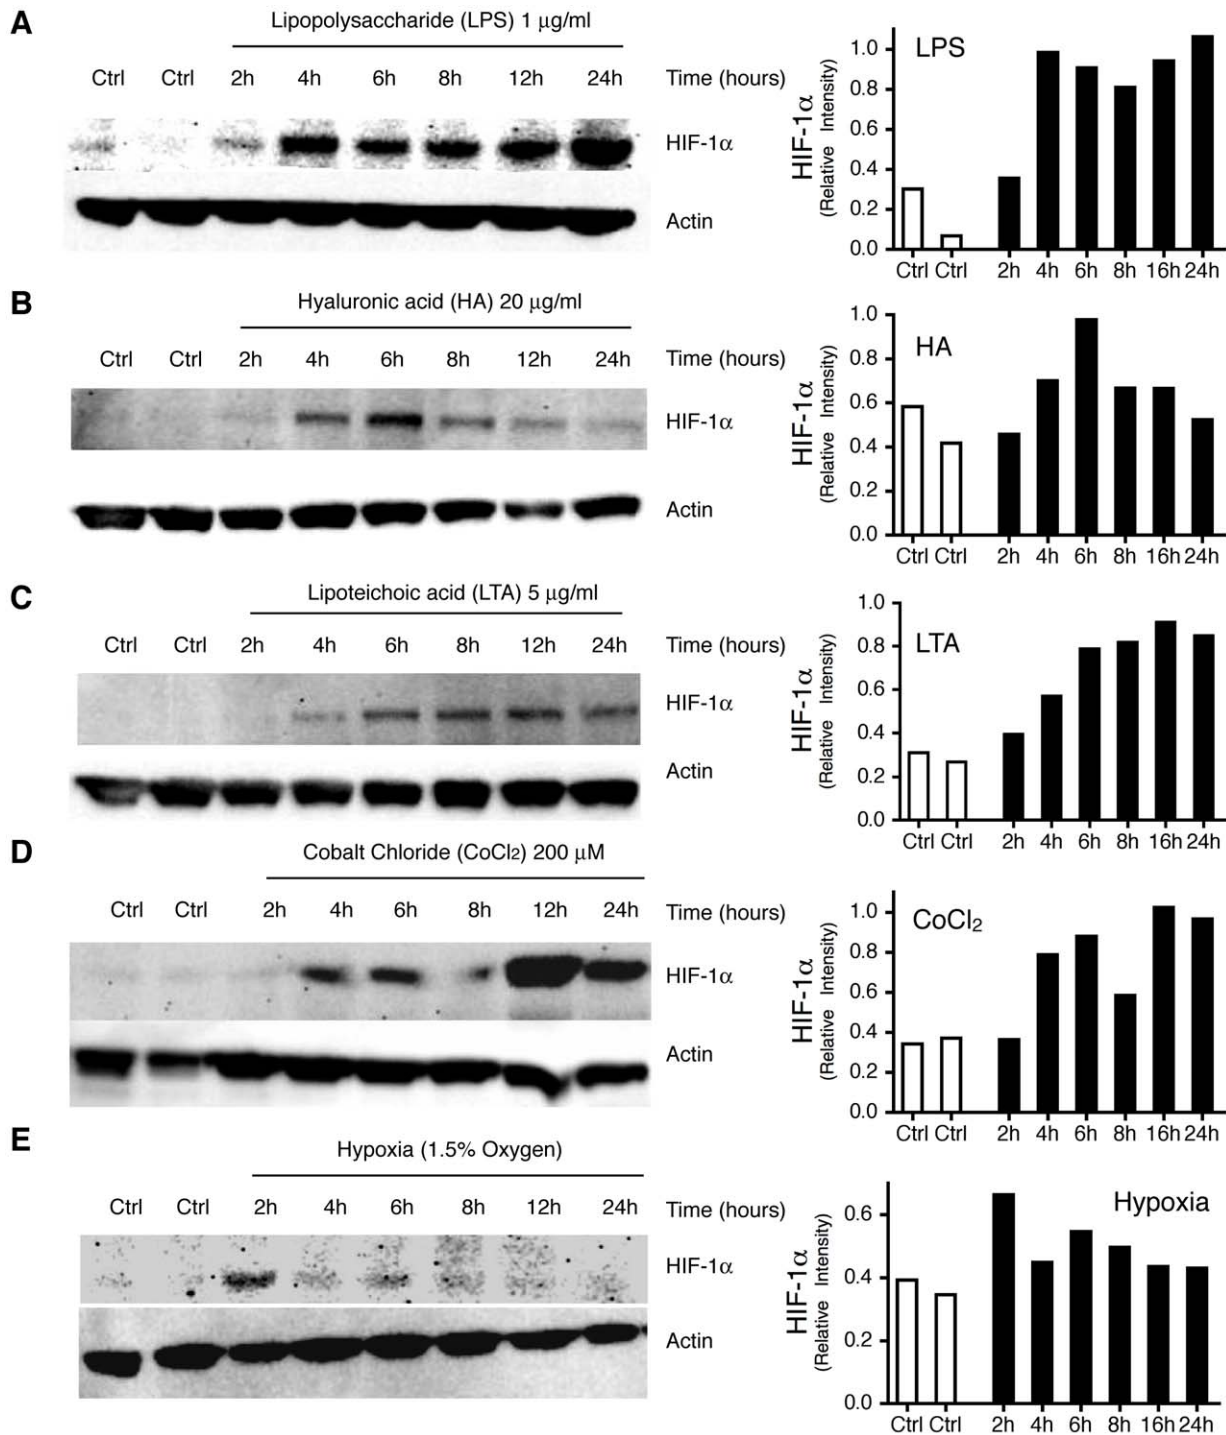 A
Lipopolysaccharide (LPS) 1 μg/ml
Ctrl Ctrl 2h 4h 6h 8h 12h 24h Time (hours)
HIF-1α
Actin
LPS
HIF-1α
(Relative Intensity)
1.0
0.8
0.6
0.4
0.2
0.0
Ctrl Ctrl 2h 4h 6h 8h 16h 24h
B
Hyaluronic acid (HA) 20 μg/ml
Ctrl Ctrl 2h 4h 6h 8h 12h 24h Time (hours)
HIF-1α
Actin
HA
HIF-1α
(Relative Intensity)
1.0
0.8
0.6
0.4
0.2
0.0
Ctrl Ctrl 2h 4h 6h 8h 16h 24h
C
Lipoteichoic acid (LTA) 5 μg/ml
Ctrl Ctrl 2h 4h 6h 8h 12h 24h Time (hours)
HIF-1α
Actin
LTA
HIF-1α
(Relative Intensity)
1.0
0.8
0.6
0.4
0.2
0.0
Ctrl Ctrl 2h 4h 6h 8h 16h 24h
D
Cobalt Chloride (CoCl₂) 200 μM
Ctrl Ctrl 2h 4h 6h 8h 12h 24h Time (hours)
HIF-1α
Actin
CoCl₂
HIF-1α
(Relative Intensity)
1.0
0.8
0.6
0.4
0.2
0.0
Ctrl Ctrl 2h 4h 6h 8h 16h 24h
E
Hypoxia (1.5% Oxygen)
Ctrl Ctrl 2h 4h 6h 8h 12h 24h Time (hours)
HIF-1α
Actin
Hypoxia
HIF-1α
(Relative Intensity)
0.6
0.4
0.2
0.0
Ctrl Ctrl 2h 4h 6h 8h 16h 24h